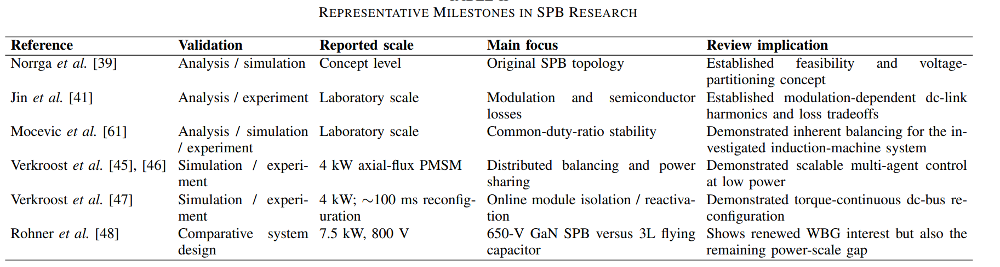 REPRESENTATIVE MILESTONES IN SPB RESEARCH
Reference Validation Reported scale Main focus Review implication
Norrga et al. [39] Analysis / simulation Concept level Original SPB topology Established feasibility and voltage-
partitioning concept
Jin et al. [41] Analysis / experiment Laboratory scale Modulation and semiconductor Established modulation-dependent dc-link
losses harmonics and loss tradeoffs
Mocevic et al. [61] Analysis / simulation Laboratory scale Common-duty-ratio stability Demonstrated inherent balancing for the in-
/ experiment vestigated induction-machine system
Verkroost et al. [45], [46] Simulation / experi- 4 kW axial-flux PMSM Distributed balancing and power Demonstrated scalable multi-agent control
ment sharing at low power
Verkroost et al. [47] Simulation / experi- 4 kW; ∼100 ms reconfig- Online module isolation / reactiva- Demonstrated torque-continuous dc-bus re-
ment uration tion configuration
Rohner et al. [48] Comparative system 7.5 kW, 800 V 650-V GaN SPB versus 3L flying Shows renewed WBG interest but also the
design capacitor remaining power-scale gap